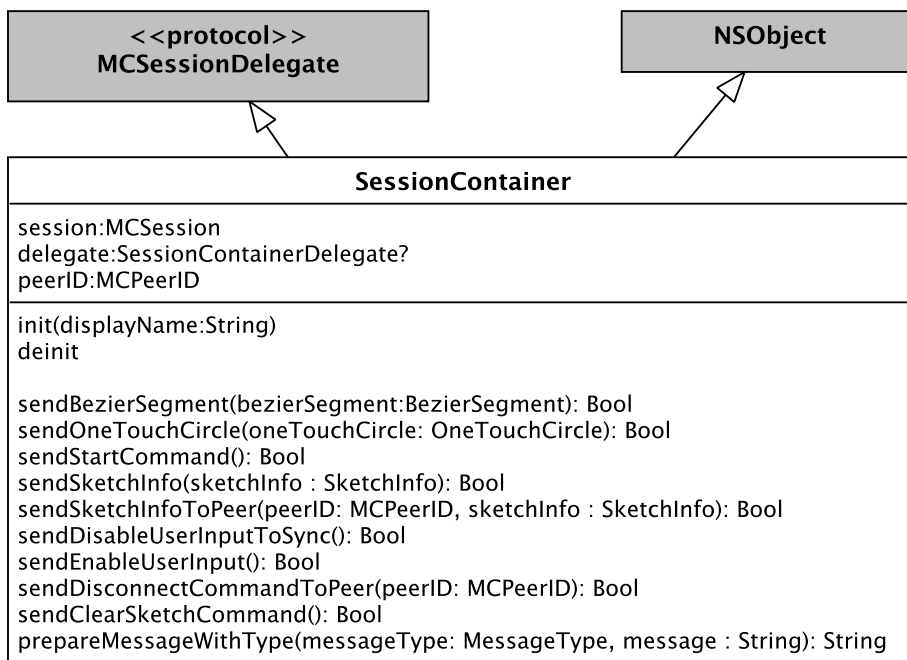 <<protocol>>
MCSessionDelegate
NSObject
SessionContainer
session:MCSession
delegate:SessionContainerDelegate?
peerID:MCPeerID
init(displayName:String)
deinit
sendBezierSegment(bezierSegment:BezierSegment): Bool
sendOneTouchCircle(oneTouchCircle: OneTouchCircle): Bool
sendStartCommand(): Bool
sendSketchInfo(sketchInfo : SketchInfo): Bool
sendSketchInfoToPeer(peerID: MCPeerID, sketchInfo : SketchInfo): Bool
sendDisableUserInputToSync(): Bool
sendEnableUserInput(): Bool
sendDisconnectCommandToPeer(peerID: MCPeerID): Bool
sendClearSketchCommand(): Bool
prepareMessageWithType(messageType: MessageType, message : String): String